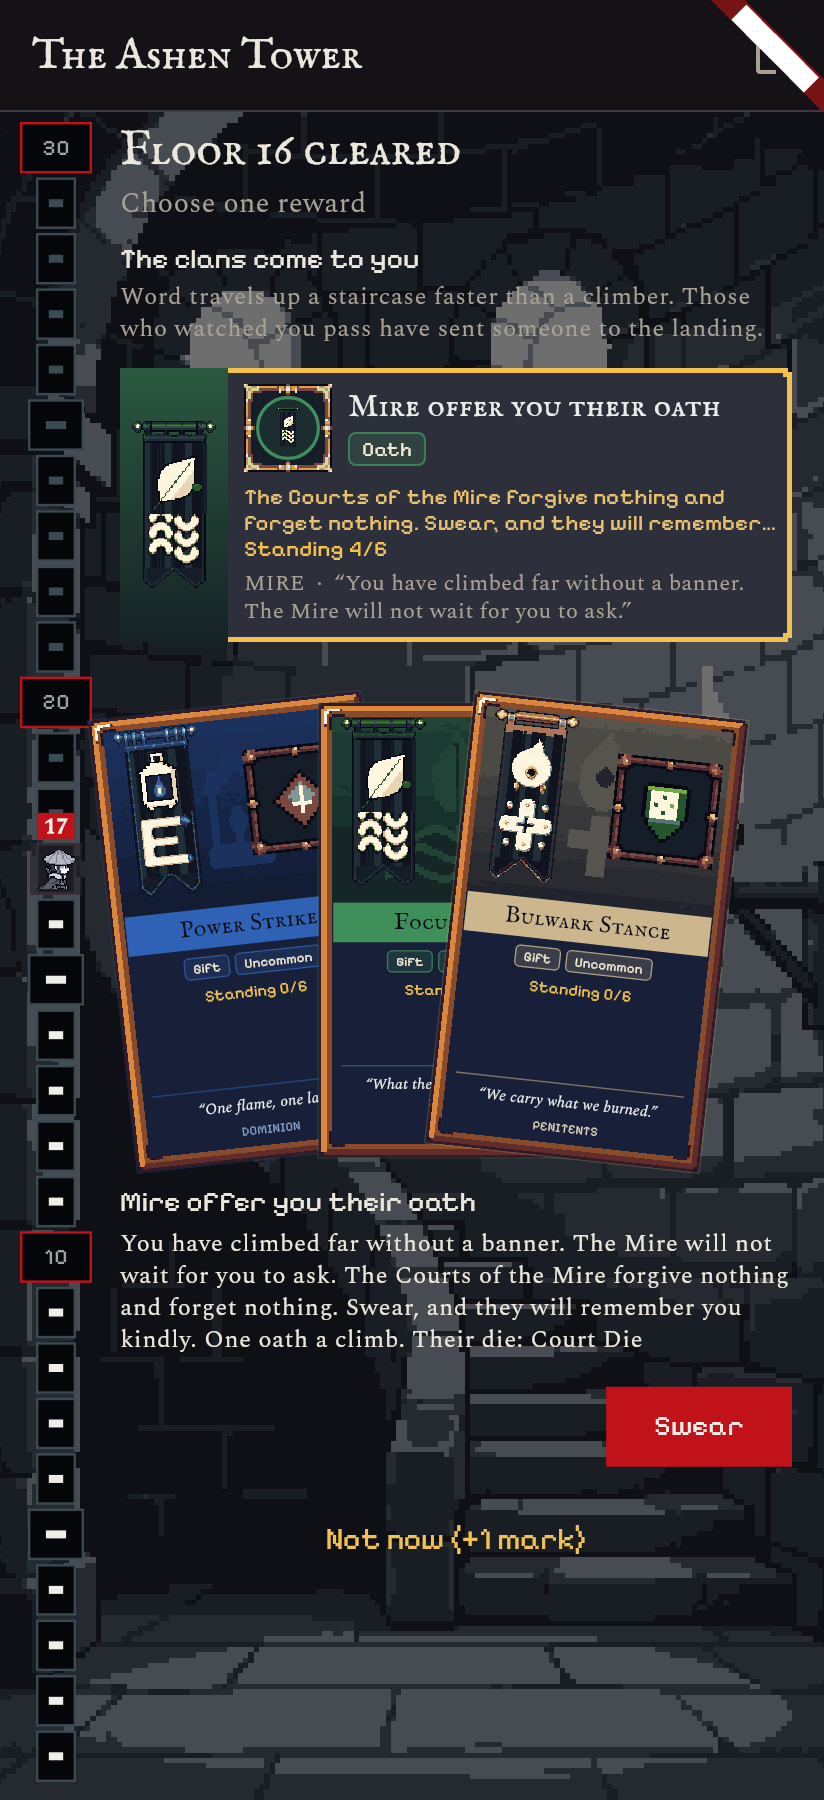 The Ashen Tower
30
Floor 16 cleared
Choose one reward
The clans come to you
Word travels up a staircase faster than a climber. Those
who watched you pass have sent someone to the landing.
Mire offer you their oath
Oath
The Courts of the Mire forgive nothing and
forget nothing. Swear, and they will remember...
Standing 4/6
MIRE · “You have climbed far without a banner.
The Mire will not wait for you to ask.”
20
17
Power Strike
Gift Uncommon
Standing 0/6
“One flame, one la
DOMINION
Focu
Gift
Stan
“What the
Bulwark Stance
Gift Uncommon
Standing 0/6
“We carry what we burned.”
PENITENTS
Mire offer you their oath
10
You have climbed far without a banner. The Mire will not
wait for you to ask. The Courts of the Mire forgive nothing
and forget nothing. Swear, and they will remember you
kindly. One oath a climb. Their die: Court Die
Swear
Not now (+1 mark)